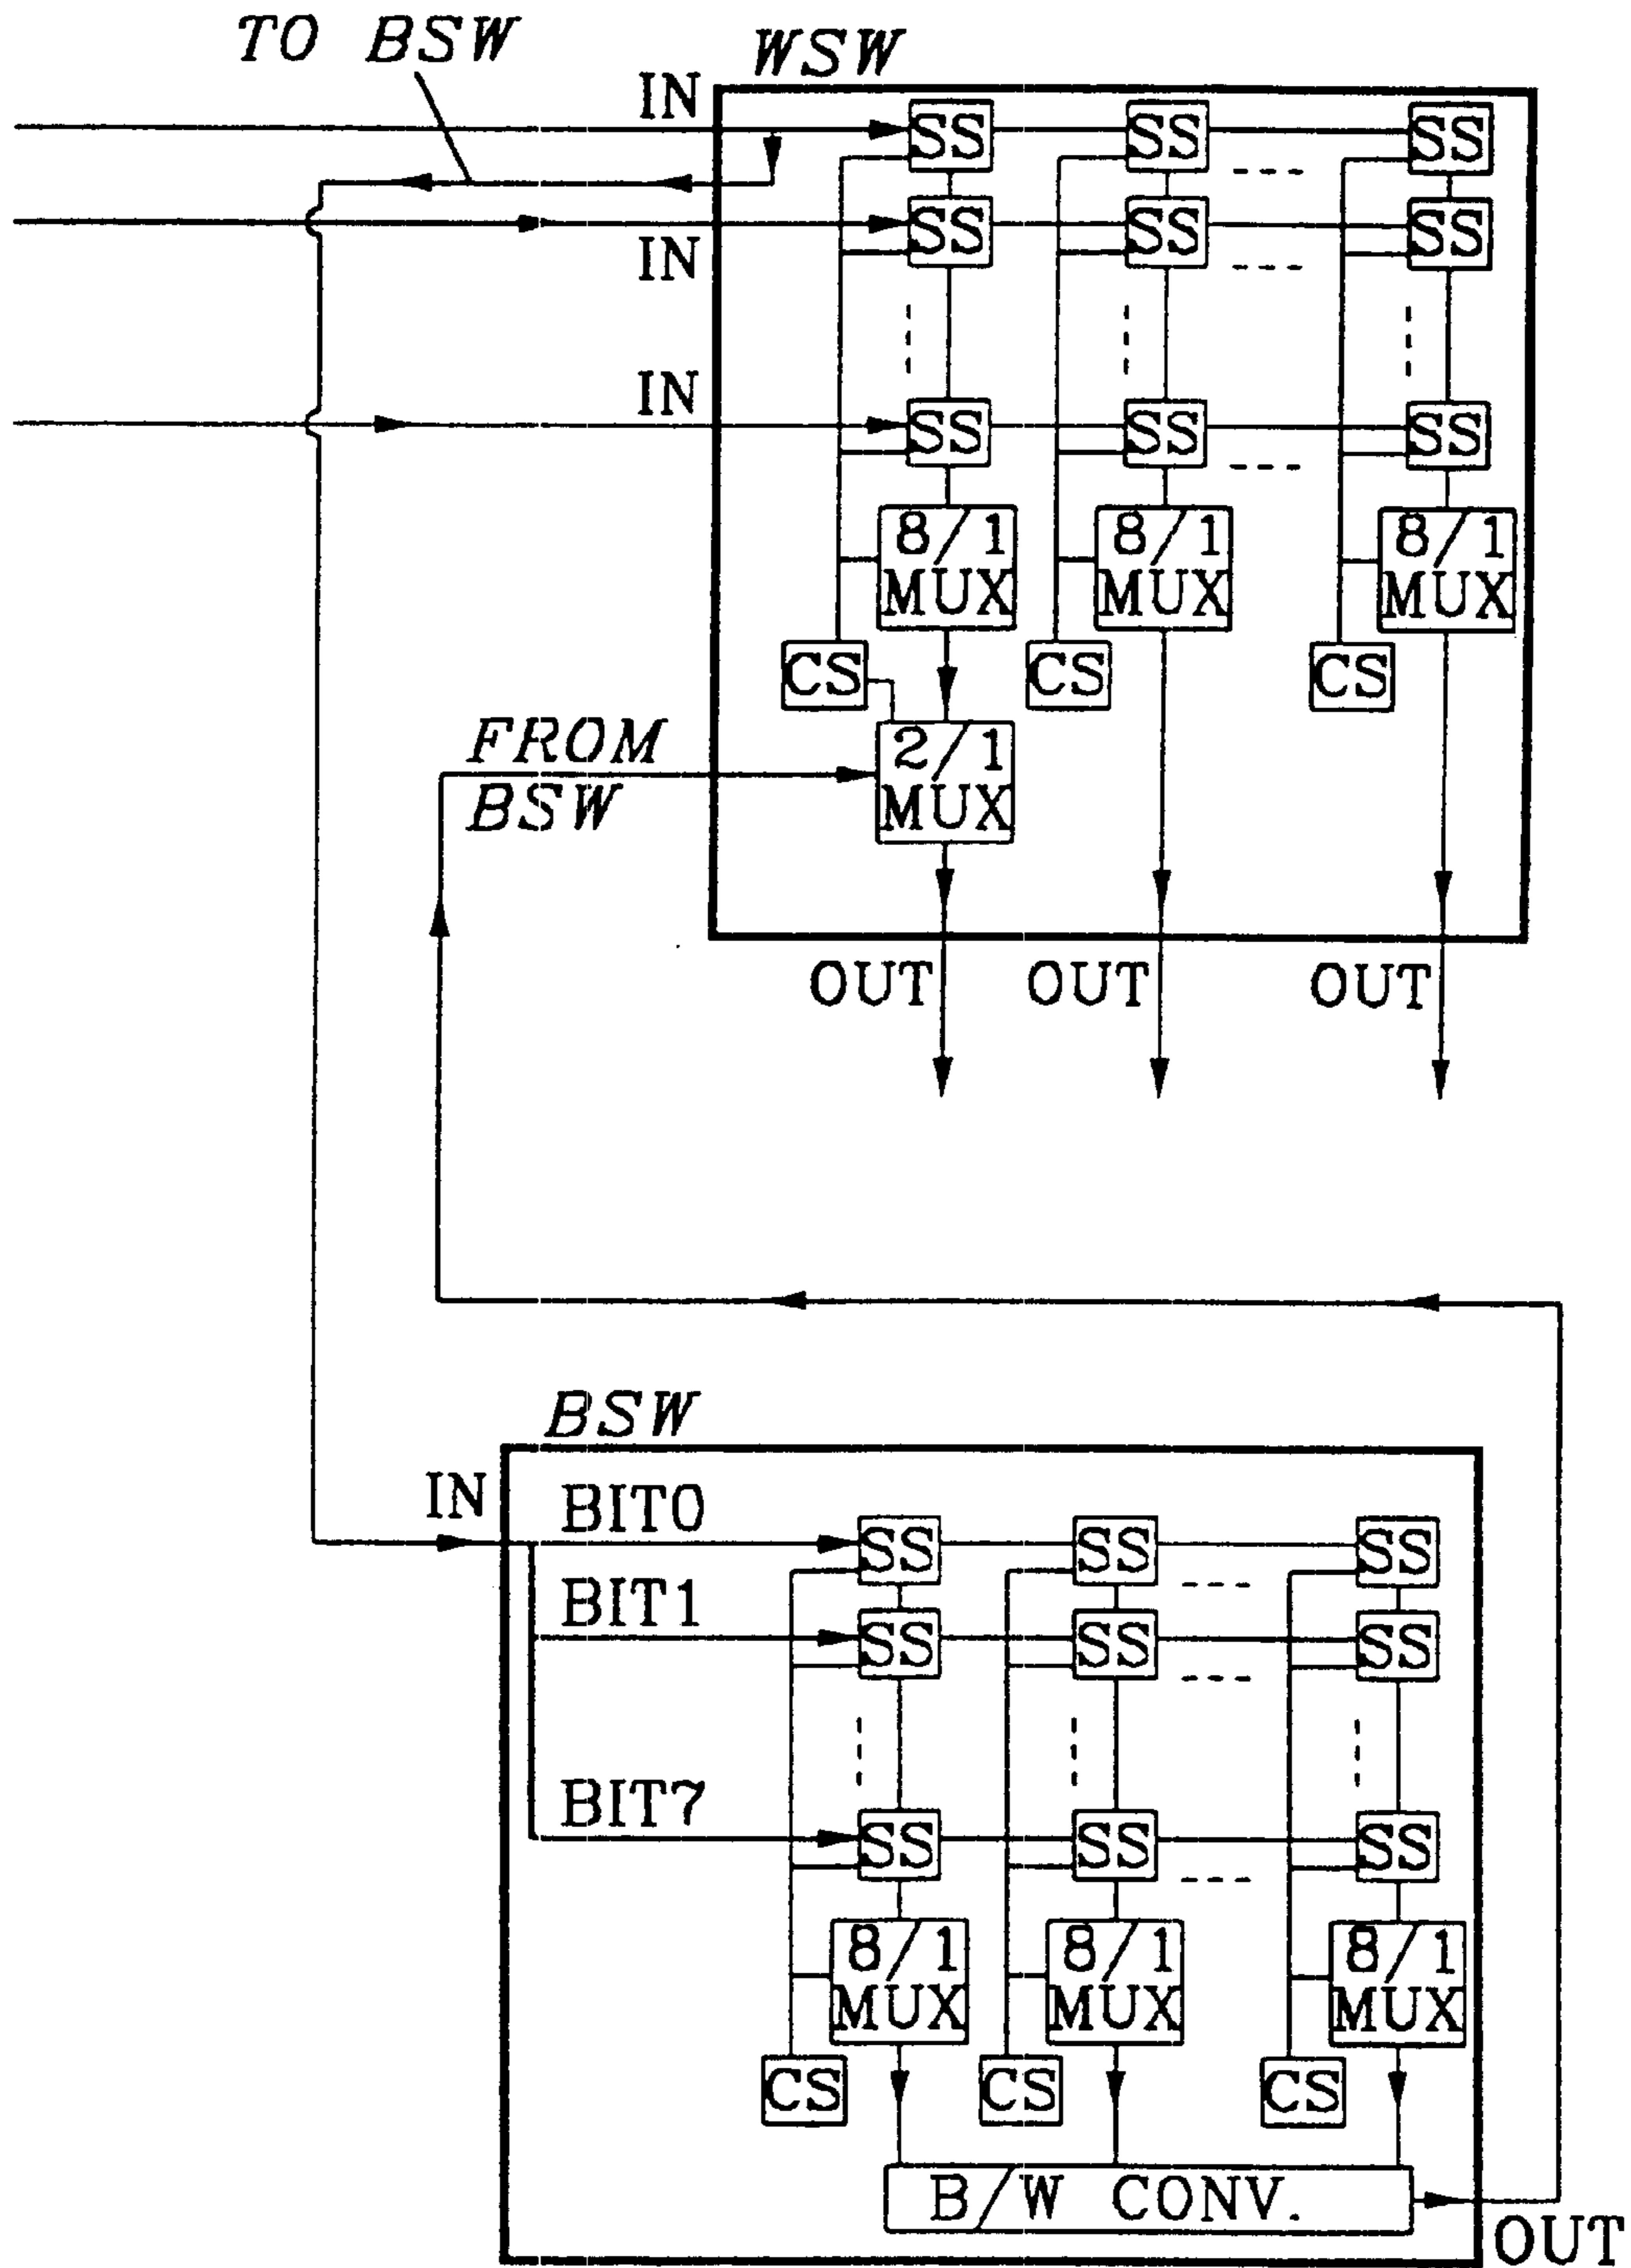 TO BSW
WSW
IN
SS SS SS
IN
SS SS SS
IN
SS SS SS
8/1 MUX
8/1 MUX
8/1 MUX
CS CS CS
FROM BSW
2/1 MUX
OUT OUT OUT
BSW
IN
BIT0
SS SS SS
BIT1
SS SS SS
BIT7
SS SS SS
8/1 MUX
8/1 MUX
8/1 MUX
CS CS CS
B/W CONV.
OUT